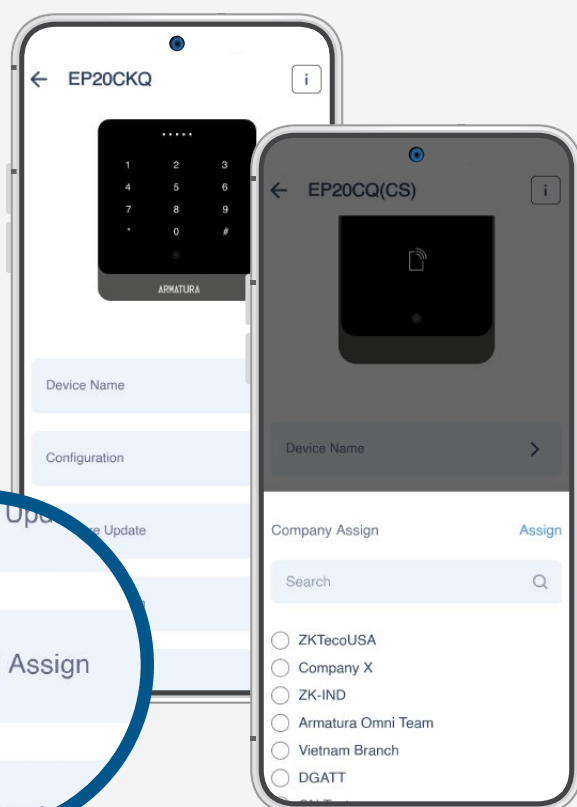 EP20CKQ
i
1 2 3
4 5 6
7 8 9
* 0 #
ARMATURA
Device Name
Configuration
Update
Assign
EP20CQ(CS)
i
Device Name
Company Assign
Assign
Search
ZKTecoUSA
Company X
ZK-IND
Armatura Omni Team
Vietnam Branch
DGATT